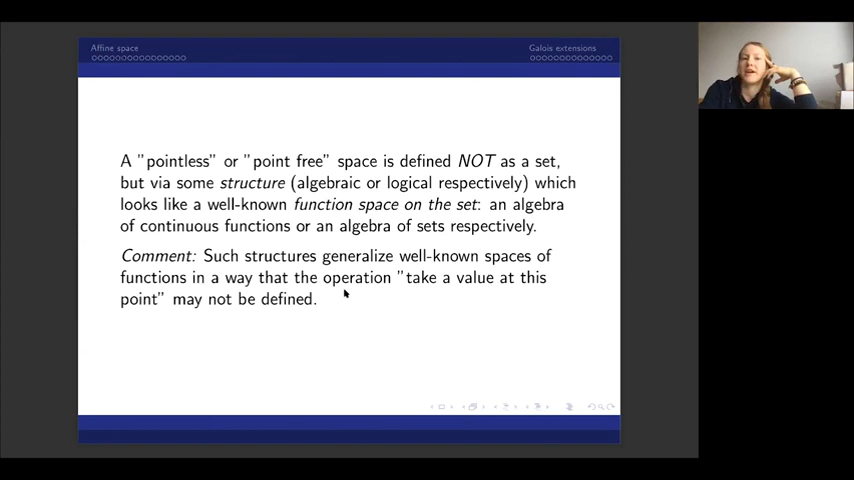 Affine space
Galois extensions
A "pointless" or "point free" space is defined NOT as a set,
but via some structure (algebraic or logical respectively) which
looks like a well-known function space on the set: an algebra
of continuous functions or an algebra of sets respectively.
Comment: Such structures generalize well-known spaces of
functions in a way that the operation "take a value at this
point" may not be defined.